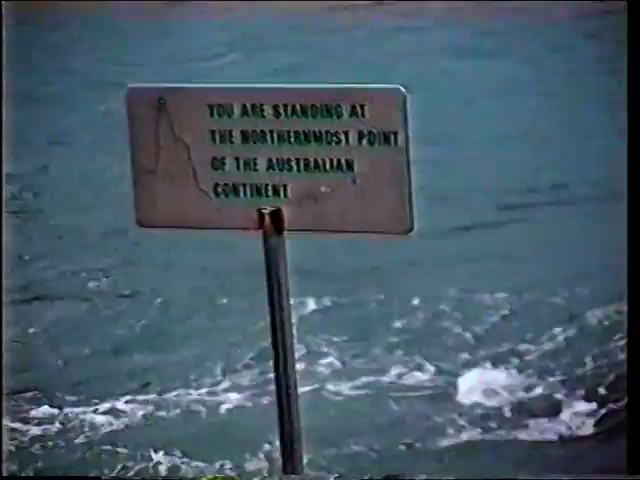 YOU ARE STANDING AT
THE NORTHERNMOST POINT
OF THE AUSTRALIAN
CONTINENT